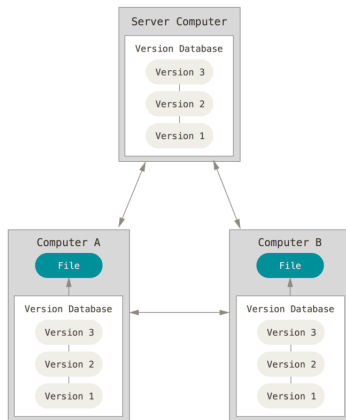 Server Computer
Version Database
Version 3
Version 2
Version 1
Computer A
File
Version Database
Version 3
Version 2
Version 1
Computer B
File
Version Database
Version 3
Version 2
Version 1